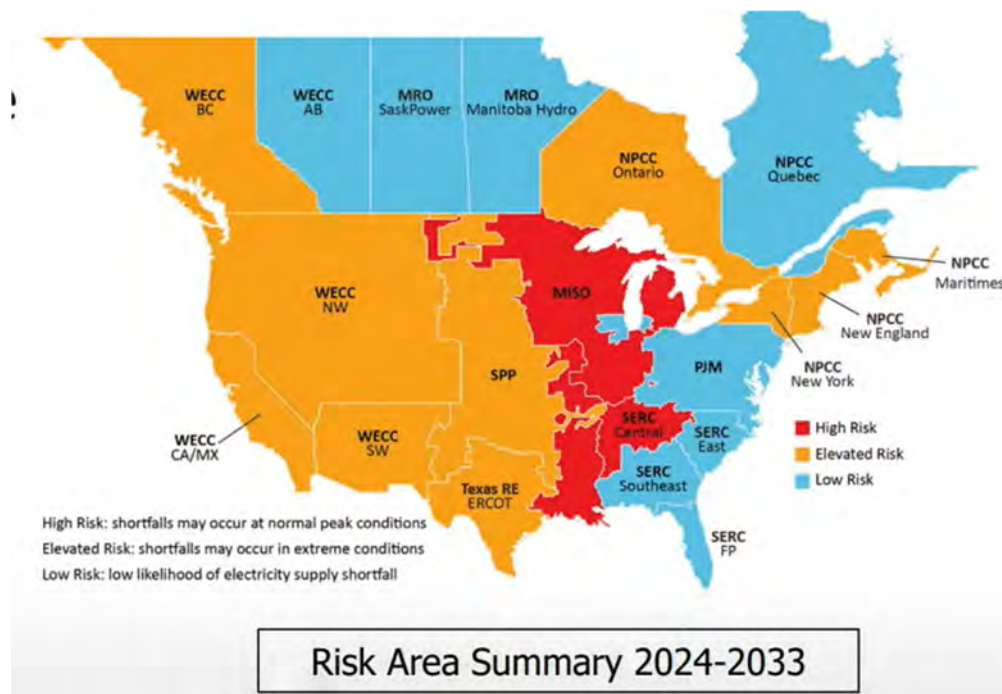 e
WECC
BC
WECC
AB
MRO
SaskPower
MRO
Manitoba Hydro
NPCC
Ontario
NPCC
Quebec
NPCC
Maritimes
NPCC
New England
NPCC
New York
WECC
NW
MISO
SPP
PJM
WECC
CA/MX
WECC
SW
SERC
Central
SERC
East
SERC
Southeast
Texas RE
ERCOT
SERC
FP
High Risk
Elevated Risk
Low Risk
High Risk: shortfalls may occur at normal peak conditions
Elevated Risk: shortfalls may occur in extreme conditions
Low Risk: low likelihood of electricity supply shortfall
Risk Area Summary 2024-2033